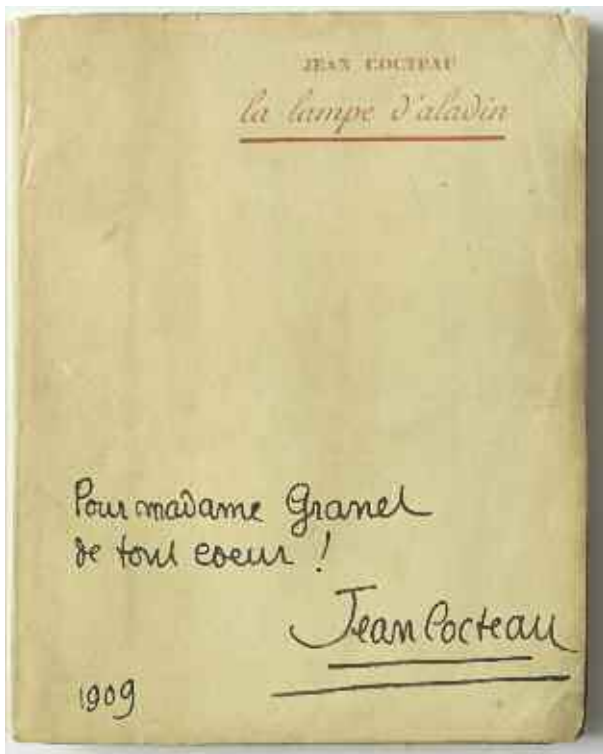 JEAN COCTEAU
la lampe d'aladin
Pour madame Granel
de tout coeur !
Jean Cocteau
1909